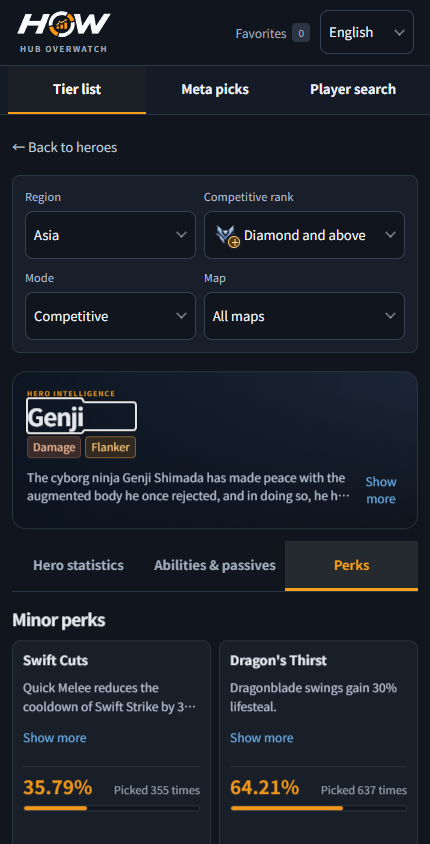 HOW
HUB OVERWATCH
Favorites 0
English
Tier list
Meta picks
Player search
← Back to heroes
Region
Competitive rank
Asia
Diamond and above
Mode
Map
Competitive
All maps
HERO INTELLIGENCE
Genji
Damage
Flanker
The cyborg ninja Genji Shimada has made peace with the
augmented body he once rejected, and in doing so, he h…
Show
more
Hero statistics
Abilities & passives
Perks
Minor perks
Swift Cuts
Quick Melee reduces the
cooldown of Swift Strike by 3…
Show more
35.79%
Picked 355 times
Dragon's Thirst
Dragonblade swings gain 30%
lifesteal.
Show more
64.21%
Picked 637 times